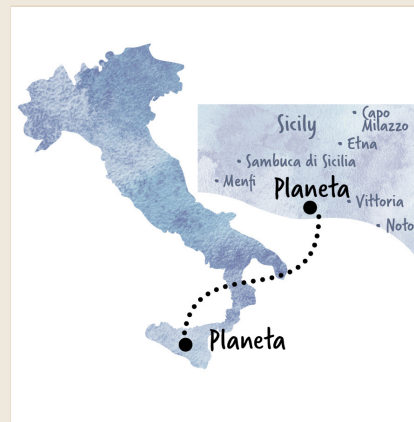 Sicily
Capo
Milazzo
Etna
Sambuca di Sicilia
Menfi
Planeta
Vittoria
Noto
Planeta